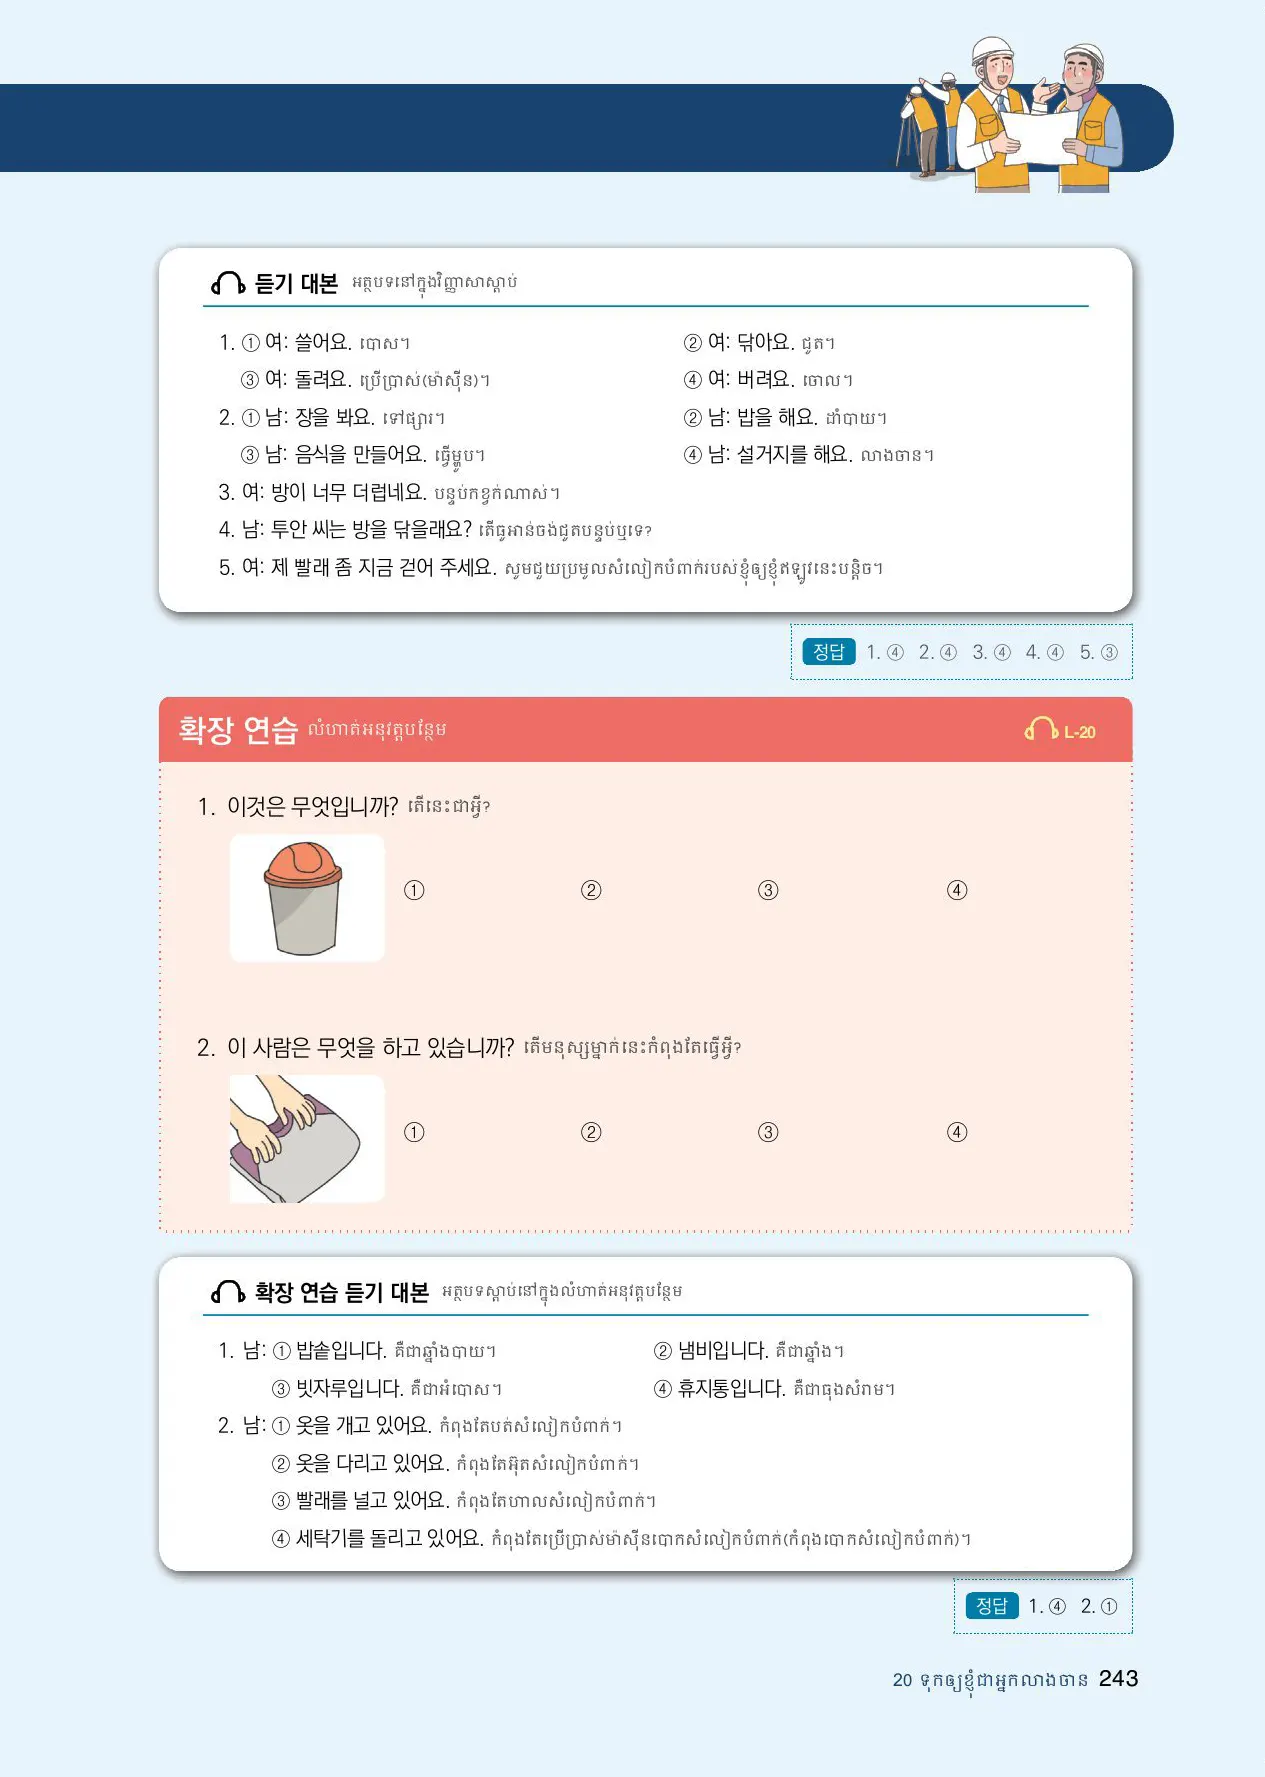 듣기 대본 អត្ថបទនៅក្នុងវិញ្ញាសាស្តាប់
1. ① 여: 쓸어요. បោស។ ② 여: 닦아요. ជូត។
③ 여: 돌려요. ប្រើប្រាស់(ម៉ាស៊ីន)។ ④ 여: 버려요. ចោល។
2. ① 남: 장을 봐요. ទៅផ្សារ។ ② 남: 밥을 해요. ដាំបាយ។
③ 남: 음식을 만들어요. ធ្វើម្ហូប។ ④ 남: 설거지를 해요. លាងចាន។
3. 여: 방이 너무 더럽네요. បន្ទប់កខ្វក់ណាស់។
4. 남: 투안 씨는 방을 닦을래요? តើធូអាន់ចង់ជូតបន្ទប់ឬទេ?
5. 여: 제 빨래 좀 지금 걷어 주세요. សូមជួយប្រមូលសំលៀកបំពាក់របស់ខ្ញុំឲ្យខ្ញុំឥឡូវនេះបន្តិច។
정답 1. ④ 2. ④ 3. ④ 4. ④ 5. ③
확장 연습 លំហាត់អនុវត្តបន្ថែម L-20
1. 이것은 무엇입니까? តើនេះជាអ្វី?
① ② ③ ④
2. 이 사람은 무엇을 하고 있습니까? តើមនុស្សម្នាក់នេះកំពុងតែធ្វើអ្វី?
① ② ③ ④
확장 연습 듣기 대본 អត្ថបទស្តាប់នៅក្នុងលំហាត់អនុវត្តបន្ថែម
1. 남: ① 밥솥입니다. គឺជាឆ្នាំងបាយ។ ② 냄비입니다. គឺជាឆ្នាំង។
③ 빗자루입니다. គឺជាអំបោស។ ④ 휴지통입니다. គឺជាធុងសំរាម។
2. 남: ① 옷을 개고 있어요. កំពុងតែបត់សំលៀកបំពាក់។
② 옷을 다리고 있어요. កំពុងតែអ៊ុតសំលៀកបំពាក់។
③ 빨래를 널고 있어요. កំពុងតែហាលសំលៀកបំពាក់។
④ 세탁기를 돌리고 있어요. កំពុងតែប្រើប្រាស់ម៉ាស៊ីនបោកសំលៀកបំពាក់(កំពុងបោកសំលៀកបំពាក់)។
정답 1. ④ 2. ①
20 ទុកឲ្យខ្ញុំជាអ្នកលាងចាន 243